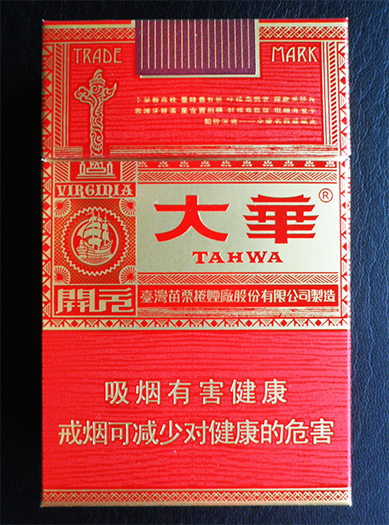 TRADE MARK
VIRGINIA
大華®
TAHWA
開元
臺灣苗栗捲煙廠股份有限公司製造
吸烟有害健康
戒烟可减少对健康的危害